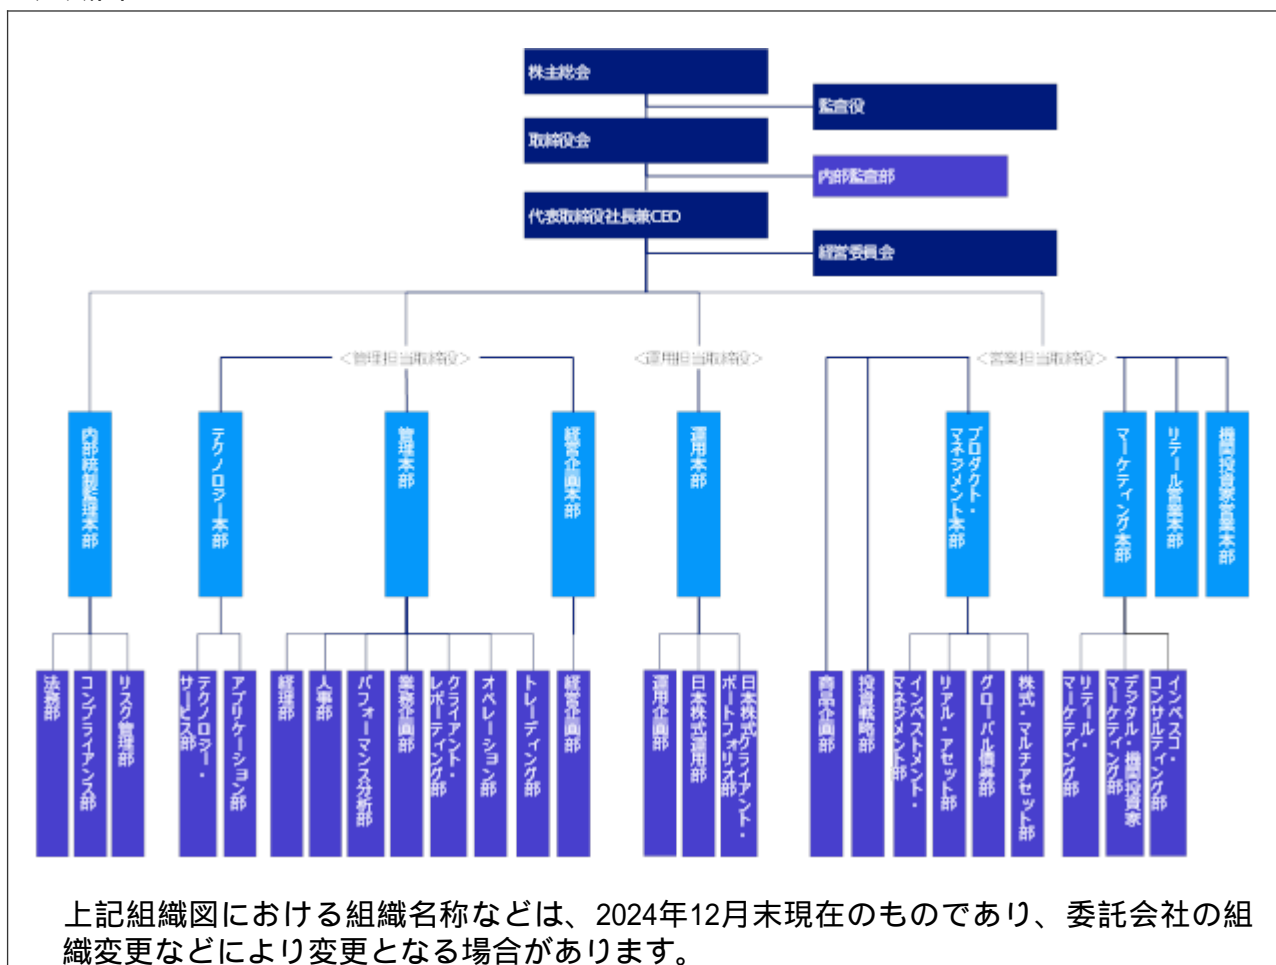 株主総会
監査役
取締役会
内部監査部
代表取締役社長兼CEO
経営委員会
<管理担当取締役>
<運用担当取締役>
<営業担当取締役>
内部統制監理本部
テクノロジー本部
管理本部
経営企画本部
運用本部
プロダクト・
マネジメント本部
マーケティング本部
リテール営業本部
機関投資家営業本部
法務部
コンプライアンス部
リスク管理部
テクノロジー・
サービス部
アプリケーション部
経理部
人事部
パフォーマンス分析部
業務企画部
クライアント・
レポーティング部
オペレーション部
トレーディング部
経営企画部
運用企画部
日本株式運用部
日本株式クライアント・
ポートフォリオ部
商品企画部
投資戦略部
インベストメント・
マネジメント部
リアル・アセット部
グローバル債券部
株式・マルチアセット部
リテール・
マーケティング部
デジタル・機関投資家
マーケティング部
インベスコ・
コンサルティング部
上記組織図における組織名称などは、2024年12月末現在のものであり、委託会社の組
織変更などにより変更となる場合があります。